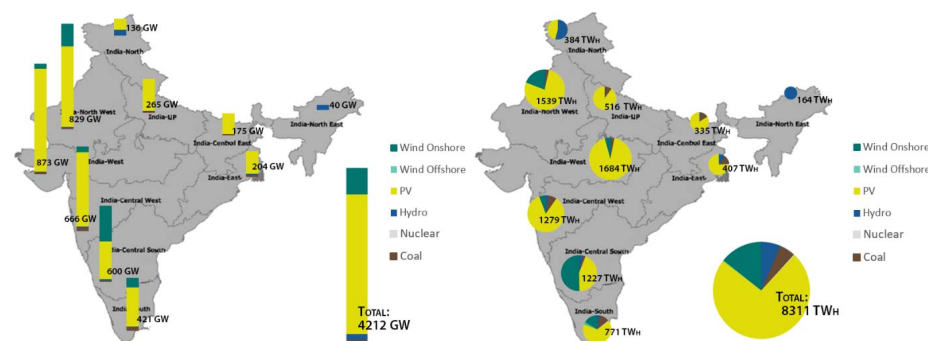 136 GW
India-North
India-North West
829 GW
265 GW
India-UP
40 GW
India-North East
175 GW
India-Central East
873 GW
India-West
204 GW
India-East
India-Central West
666 GW
India-Central South
600 GW
India-South
421 GW
Wind Onshore
Wind Offshore
PV
Hydro
Nuclear
Coal
TOTAL:
4212 GW
384 TWH
India-North
India-North West
1539 TWH
516 TWH
India-UP
164 TWH
India-North East
335 TWH
India-Central East
India-West
1684 TWH
407 TWH
India-East
India-Central West
1279 TWH
India-Central South
1227 TWH
India-South
771 TWH
Wind Onshore
Wind Offshore
PV
Hydro
Nuclear
Coal
TOTAL:
8311 TWH